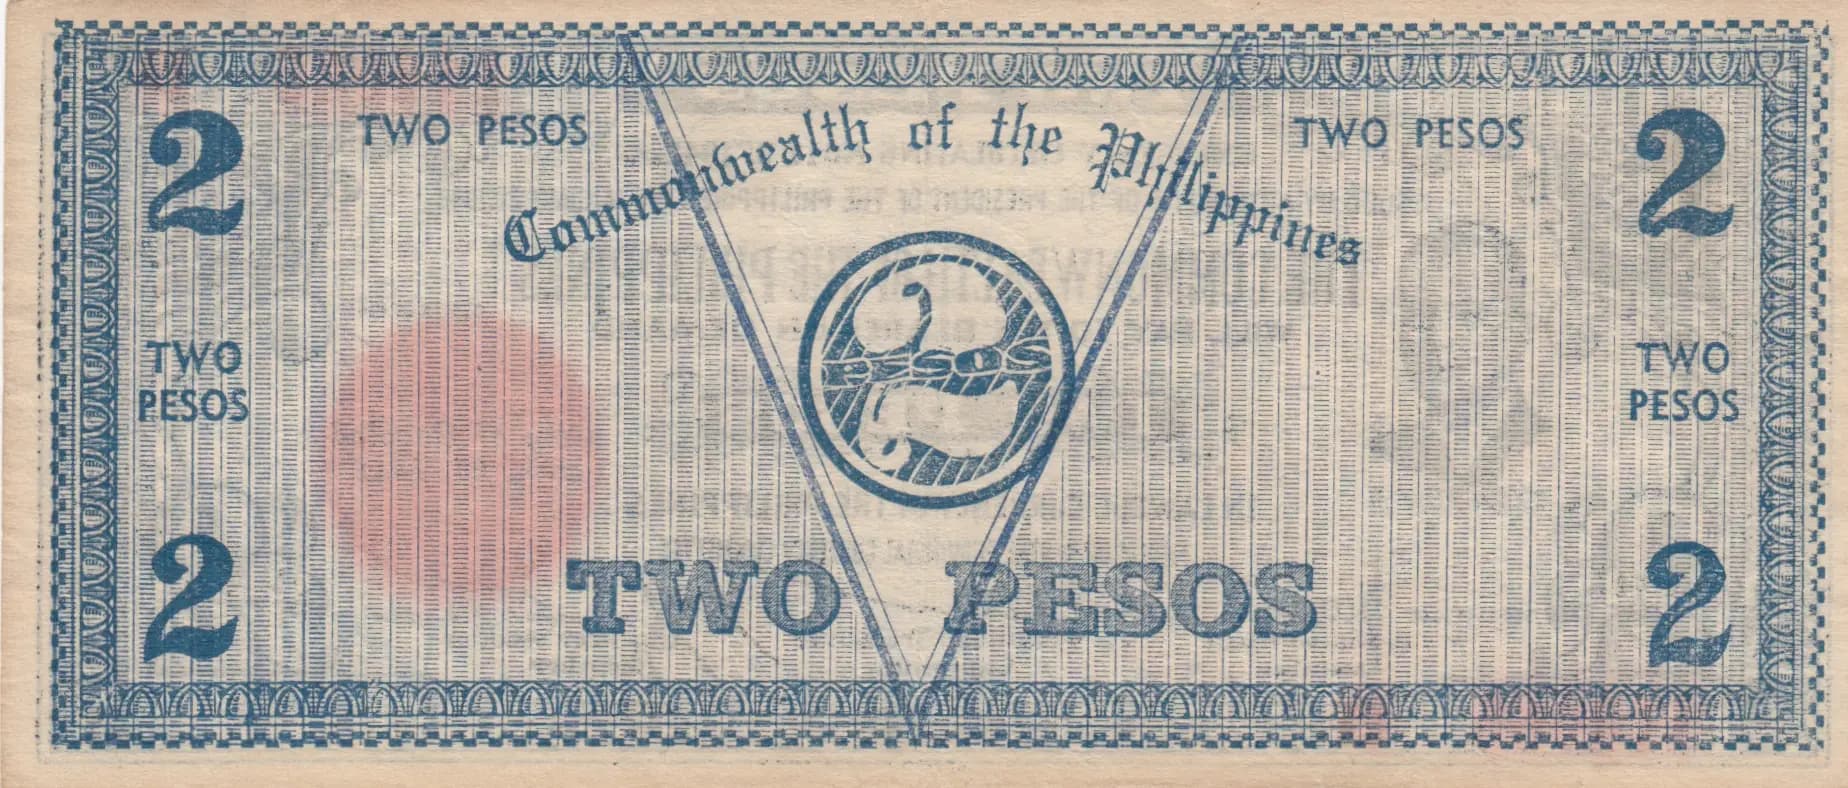 2 TWO PESOS TWO PESOS 2
Commonwealth of the Philippines
2
PESOS
TWO
PESOS
TWO
PESOS
2 TWO PESOS 2